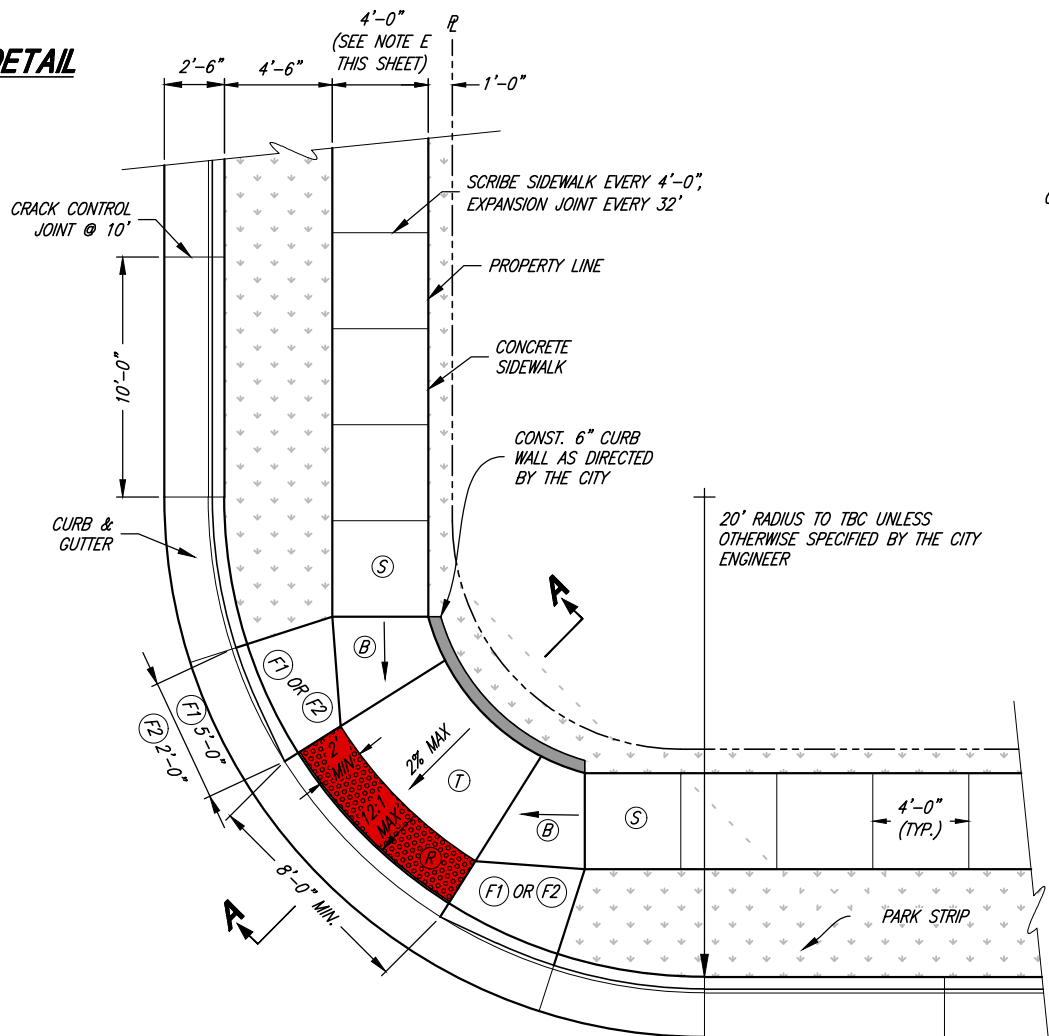 DETAIL
2'-6"
4'-6"
4'-0"
(SEE NOTE E
THIS SHEET)
1'-0"
SCRIBE SIDEWALK EVERY 4'-0",
EXPANSION JOINT EVERY 32'
CRACK CONTROL
JOINT @ 10'
PROPERTY LINE
10'-0"
CONCRETE
SIDEWALK
CONST. 6" CURB
WALL AS DIRECTED
BY THE CITY
CURB &
GUTTER
20' RADIUS TO TBC UNLESS
OTHERWISE SPECIFIED BY THE CITY
ENGINEER
S
A
B
F1 OR F2
F1 5'-0"
F2 2'-0"
2'
MIN
2% MAX
T
12:1
MAX
R
B
S
4'-0"
(TYP.)
F1 OR F2
8'-0" MIN.
A
PARK STRIP